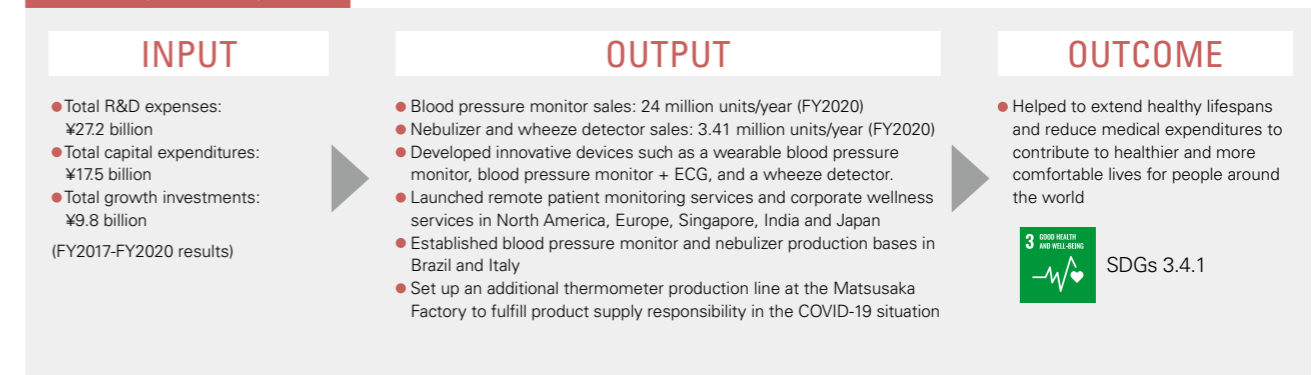 INPUT
●Total R&D expenses:
¥27.2 billion
●Total capital expenditures:
¥17.5 billion
●Total growth investments:
¥9.8 billion
(FY2017-FY2020 results)
OUTPUT
● Blood pressure monitor sales: 24 million units/year (FY2020)
● Nebulizer and wheeze detector sales: 3.41 million units/year (FY2020)
● Developed innovative devices such as a wearable blood pressure
monitor, blood pressure monitor + ECG, and a wheeze detector.
● Launched remote patient monitoring services and corporate wellness
services in North America, Europe, Singapore, India and Japan
● Established blood pressure monitor and nebulizer production bases in
Brazil and Italy
● Set up an additional thermometer production line at the Matsusaka
Factory to fulfill product supply responsibility in the COVID-19 situation
OUTCOME
● Helped to extend healthy lifespans
and reduce medical expenditures to
contribute to healthier and more
comfortable lives for people around
the world
3 GOOD HEALTH
AND WELL-BEING
SDGs 3.4.1